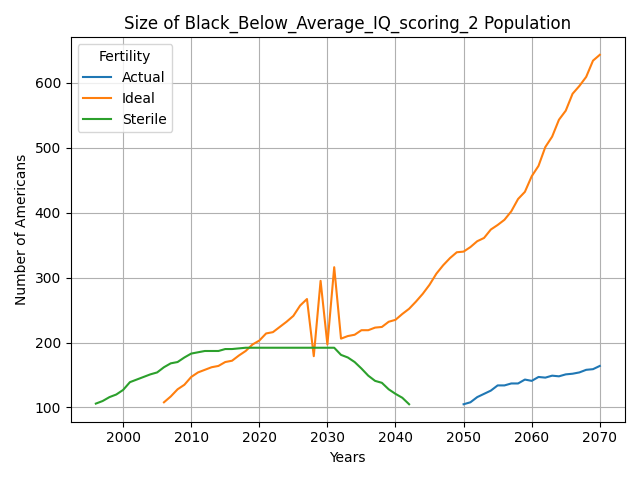 Size of Black_Below_Average_IQ_scoring_2 Population
Fertility
Actual
Ideal
Sterile
Number of Americans
600
500
400
300
200
100
2000
2010
2020
2030
2040
2050
2060
2070
Years